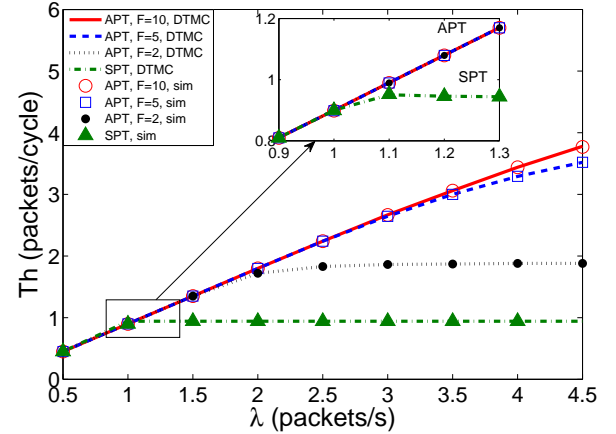 APT, F=10, DTMC
APT, F=5, DTMC
APT, F=2, DTMC
SPT, DTMC
APT, F=10, sim
APT, F=5, sim
APT, F=2, sim
SPT, sim
1.2
1
0.8
0.9
1
1.1
1.2
1.3
APT
SPT
Th (packets/cycle)
6
5
4
3
2
1
0
0.5
1
1.5
2
2.5
3
3.5
4
4.5
λ (packets/s)